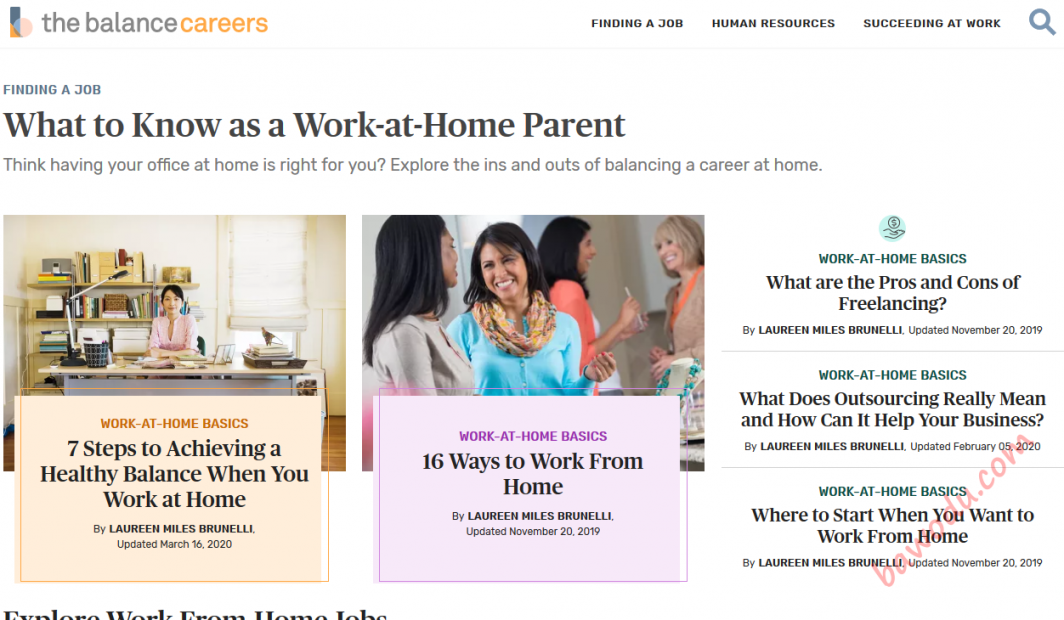 the balance careers
FINDING A JOB
HUMAN RESOURCES
SUCCEEDING AT WORK
FINDING A JOB
What to Know as a Work-at-Home Parent
Think having your office at home is right for you? Explore the ins and outs of balancing a career at home.
WORK-AT-HOME BASICS
7 Steps to Achieving a
Healthy Balance When You
Work at Home
By LAUREEN MILES BRUNELLI,
Updated March 16, 2020
WORK-AT-HOME BASICS
16 Ways to Work From
Home
By LAUREEN MILES BRUNELLI,
Updated November 20, 2019
WORK-AT-HOME BASICS
What are the Pros and Cons of
Freelancing?
By LAUREEN MILES BRUNELLI, Updated November 20, 2019
WORK-AT-HOME BASICS
What Does Outsourcing Really Mean
and How Can It Help Your Business?
By LAUREEN MILES BRUNELLI, Updated February 05, 2020
WORK-AT-HOME BASICS
Where to Start When You Want to
Work From Home
By LAUREEN MILES BRUNELLI, Updated November 20, 2019
Explore Work From Home Jobs